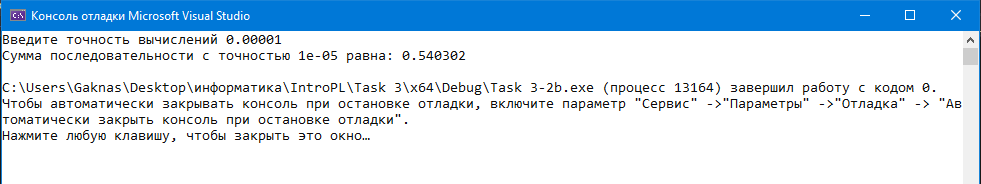 Консоль отладки Microsoft Visual Studio
Введите точность вычислений 0.00001
Сумма последовательности с точностью 1e-05 равна: 0.540302
C:\Users\Gaknas\Desktop\информатика\IntroPL\Task 3\x64\Debug\Task 3-2b.exe (процесс 13164) завершил работу с кодом 0.
Чтобы автоматически закрывать консоль при остановке отладки, включите параметр "Сервис" ->"Параметры" ->"Отладка" -> "Ав
томатически закрыть консоль при остановке отладки".
Нажмите любую клавишу, чтобы закрыть это окно…